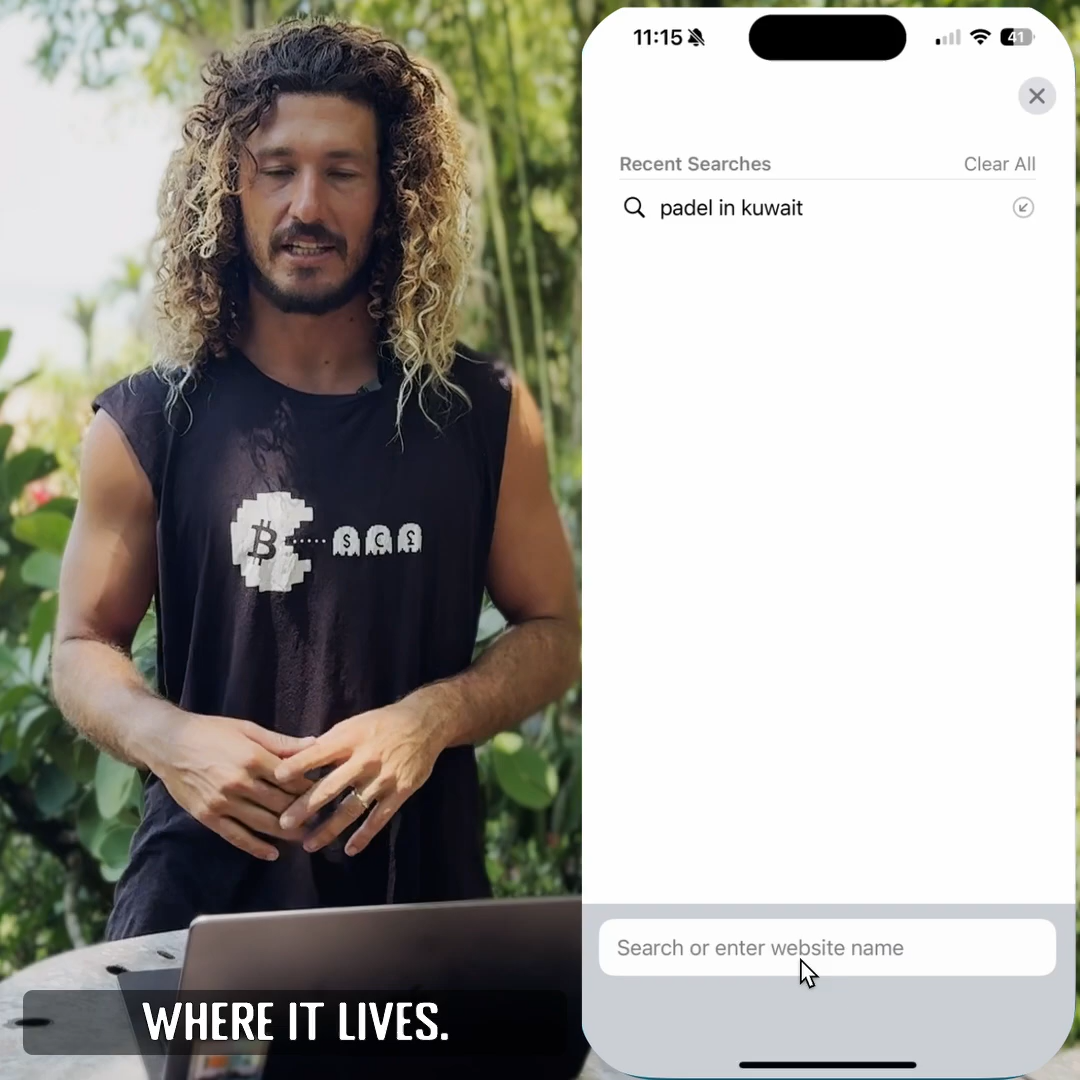 11:15
41
Recent Searches
Clear All
padel in kuwait
₿ $ € £
Search or enter website name
WHERE IT LIVES.